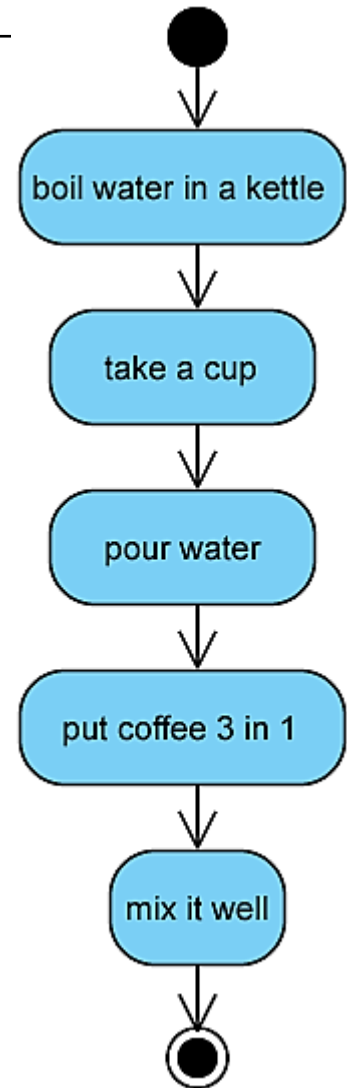 boil water in a kettle
take a cup
pour water
put coffee 3 in 1
mix it well